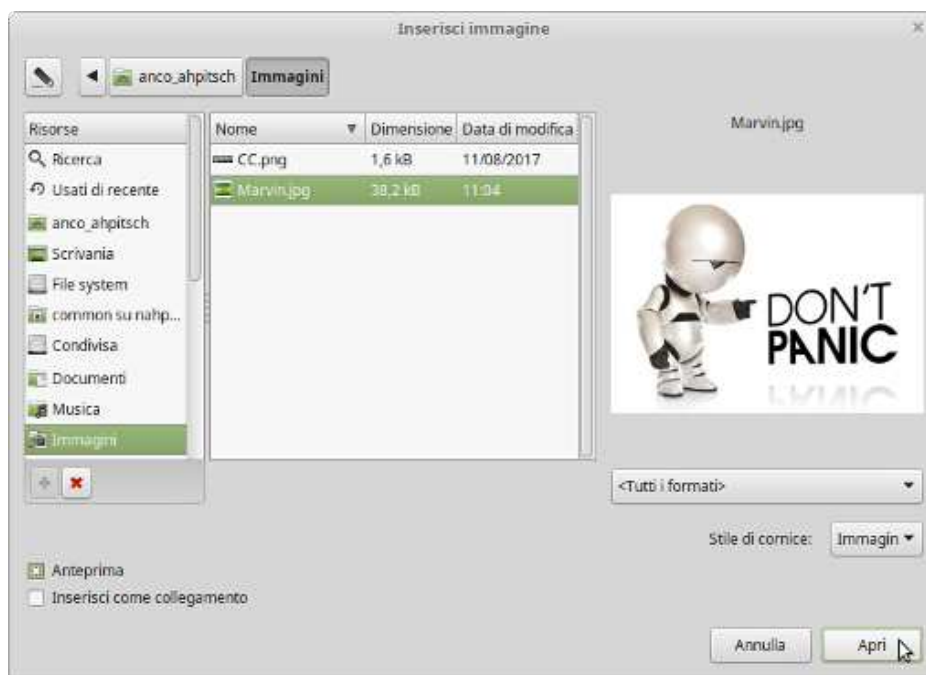 Inserisci immagine
anco_ahpitsch Immagini
Risorse
Ricerca
Usati di recente
anco_ahpitsch
Scrivania
File system
common su nahp...
Condivisa
Documenti
Musica
Immagini
Nome Dimensione Data di modifica
CC.png 1,6 kB 11/08/2017
Marvin.jpg 38,2 kB 11:04
Marvin.jpg
DON'T
PANIC
<Tutti i formati>
Stile di cornice: Immagin
Anteprima
Inserisci come collegamento
Annulla Apri